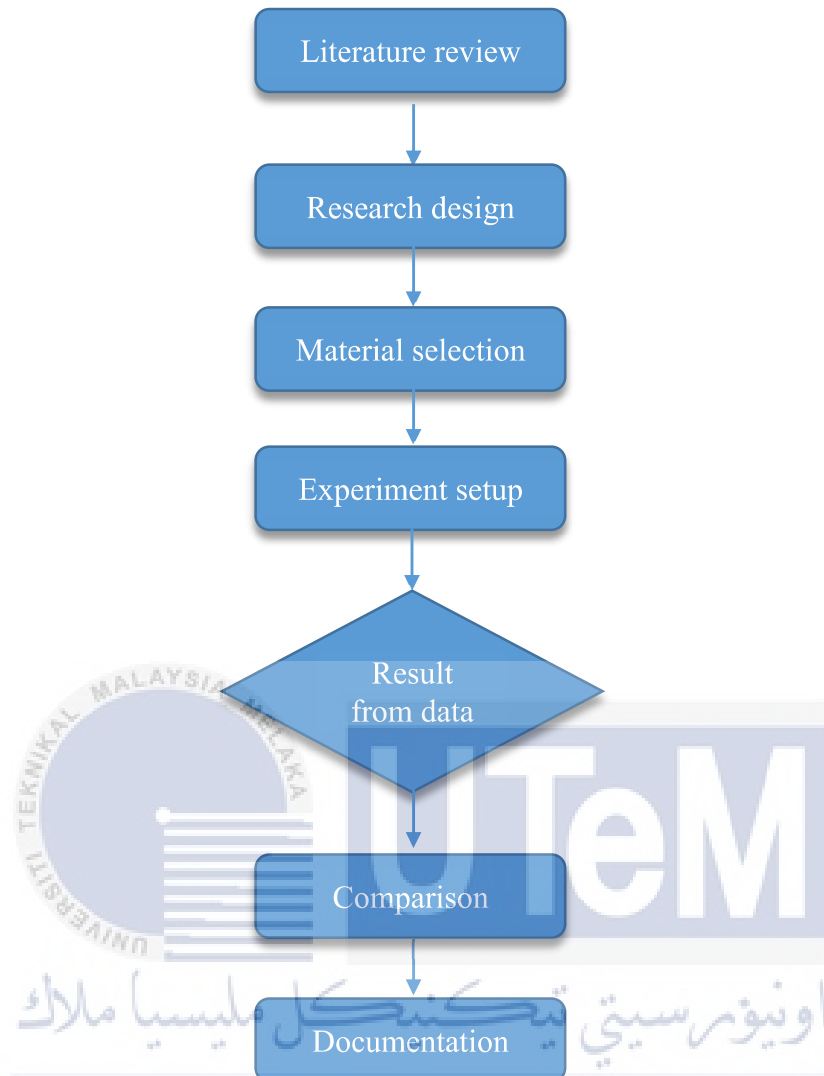 Literature review
Research design
Material selection
Experiment setup
Result
from data
UNIVERSITI TEKNIKAL MALAYSIA MELAKA
UTeM
Comparison
اونيۏرسيتي تيكنيكل مليسيا ملاك
Documentation